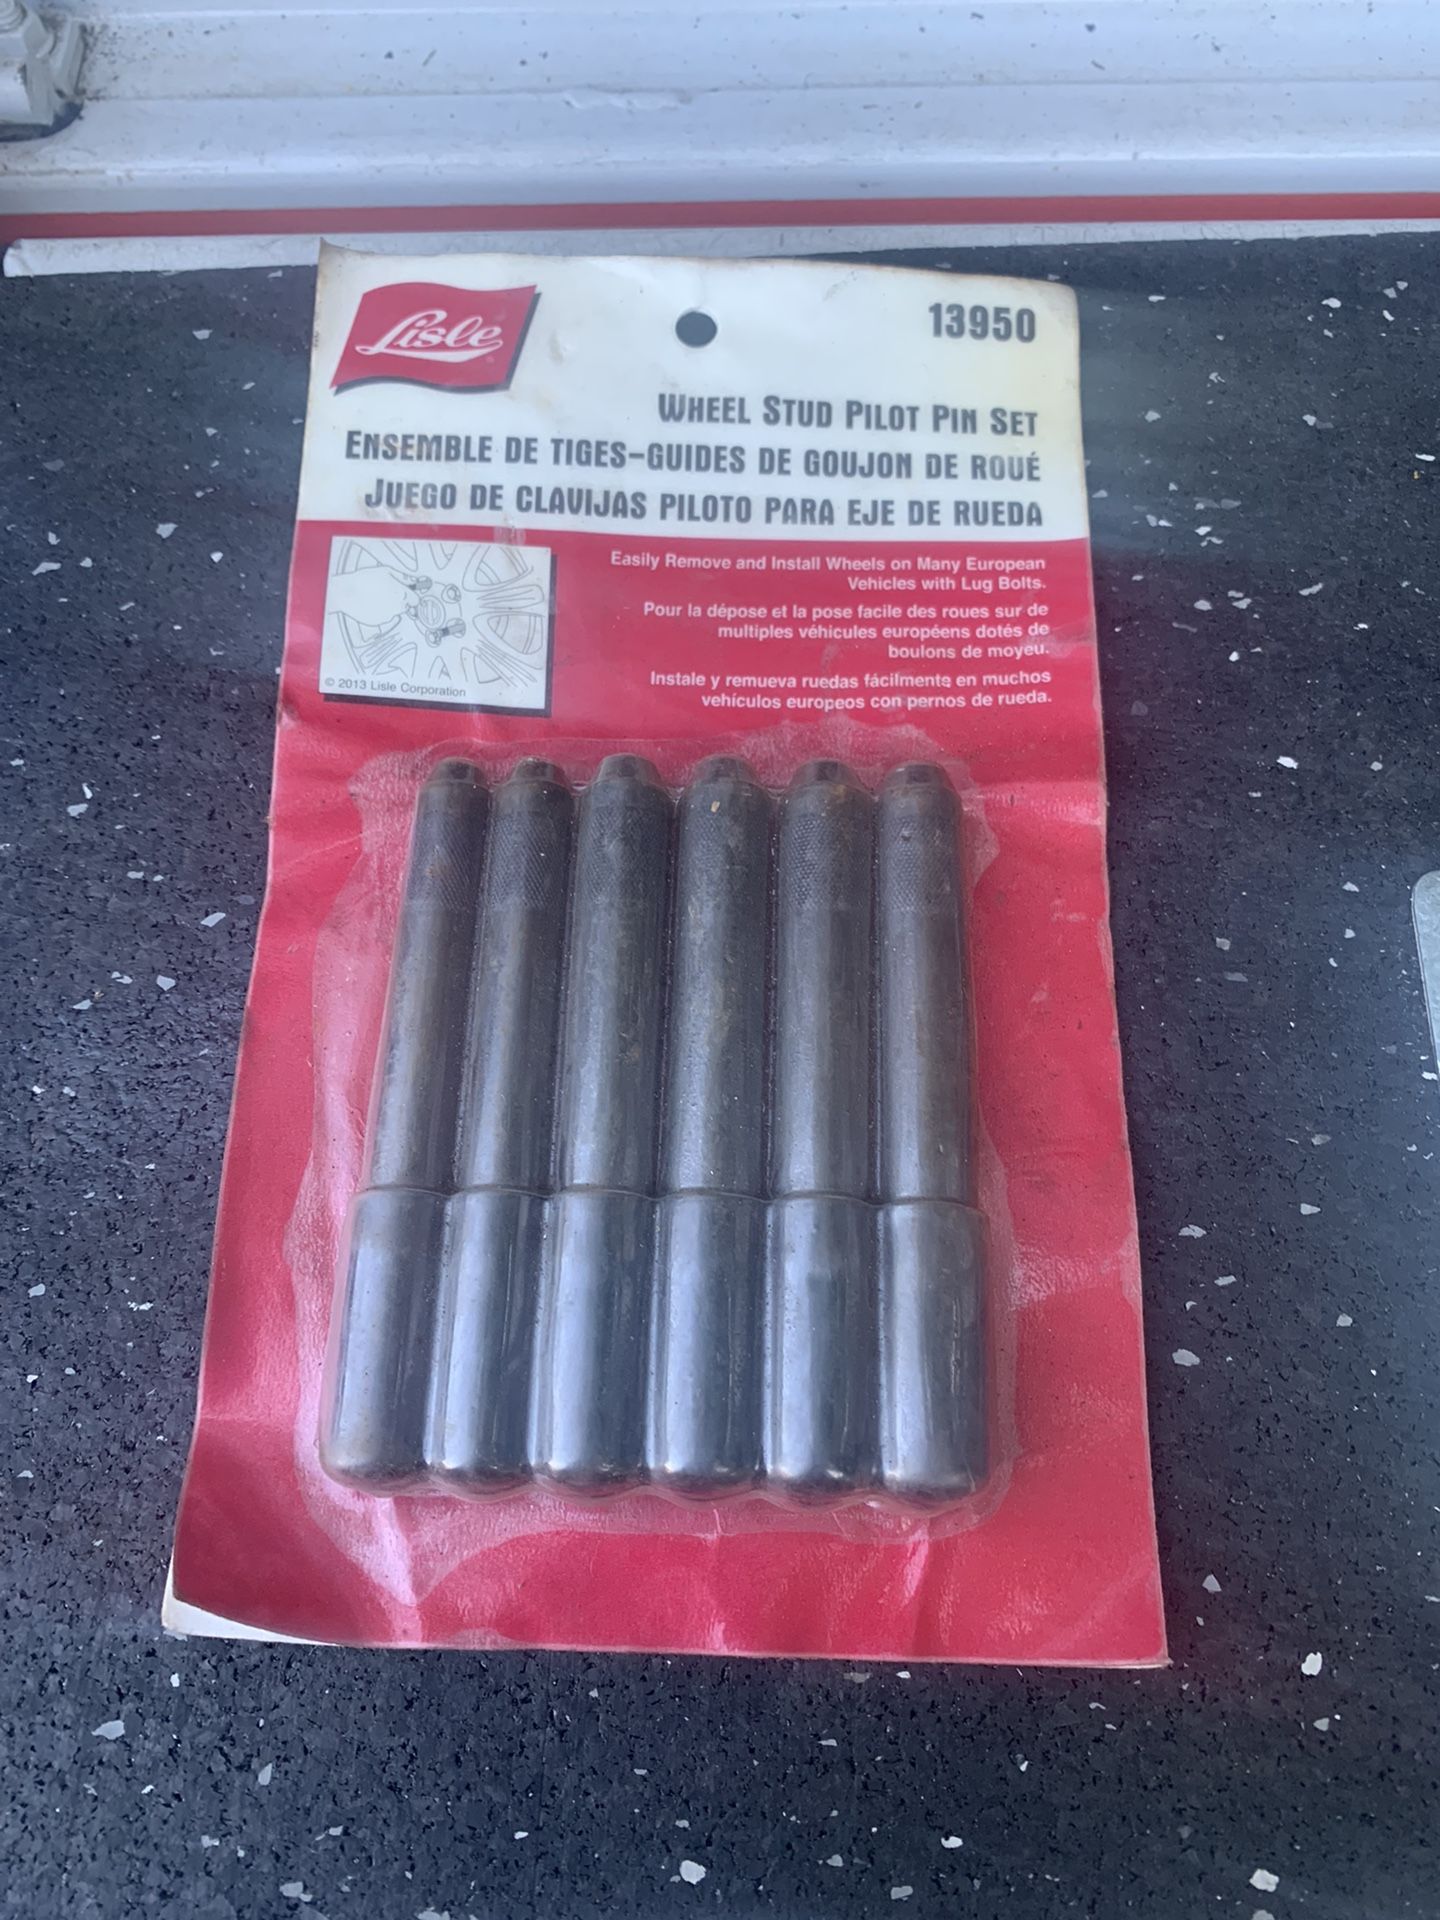 Lisle
13950
WHEEL STUD PILOT PIN SET
ENSEMBLE DE TIGES-GUIDES DE GOUJON DE ROUÉ
JUEGO DE CLAVIJAS PILOTO PARA EJE DE RUEDA
Easily Remove and Install Wheels on Many European
Vehicles with Lug Bolts.
Pour la dépose et la pose facile des roues sur de
multiples véhicules européens dotés de
boulons de moyeu.
Instale y remueva ruedas fácilmente en muchos
vehículos europeos con pernos de rueda.
© 2013 Lisle Corporation